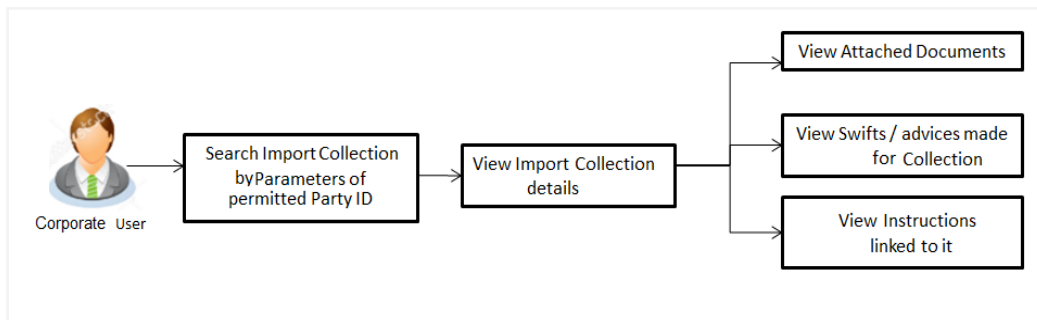 Corporate User
Search Import Collection
byParameters of
permitted Party ID
View Import Collection
details
View Attached Documents
View Swifts / advices made
for Collection
View Instructions
linked to it